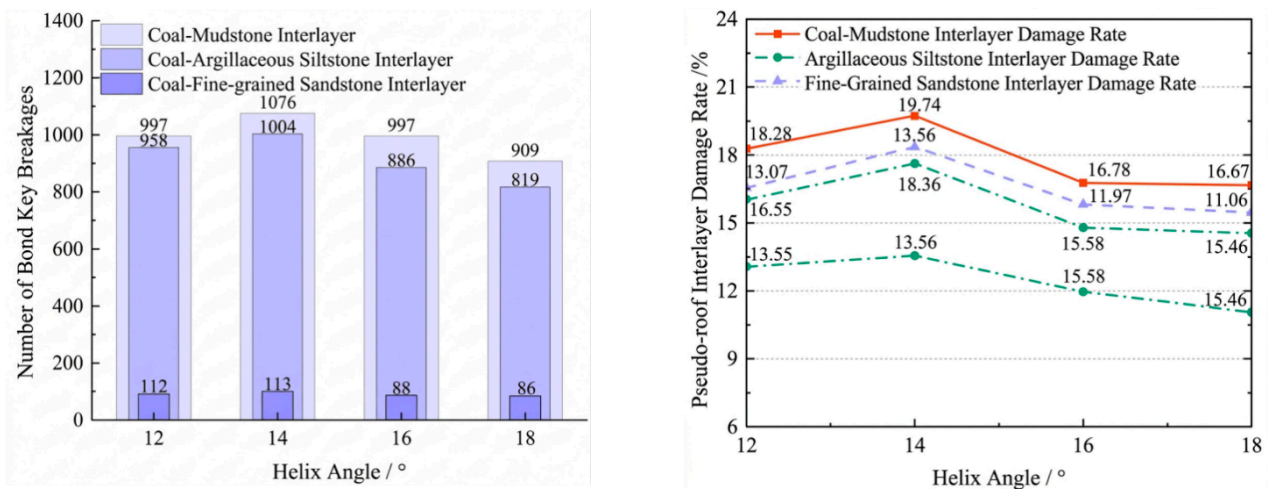 1400
1200
1000
800
600
400
200
0
Number of Bond Key Breakages
Coal-Mudstone Interlayer
Coal-Argillaceous Siltstone Interlayer
Coal-Fine-grained Sandstone Interlayer
997
958
112
1076
1004
113
997
886
88
909
819
86
12 14 16 18
Helix Angle / °
24
21
18
15
12
9
6
Pseudo-roof Interlayer Damage Rate /%
Coal-Mudstone Interlayer Damage Rate
Argillaceous Siltstone Interlayer Damage Rate
Fine-Grained Sandstone Interlayer Damage Rate
18.28 19.74 16.78 16.67
13.07 13.56 11.97 11.06
16.55 18.36 15.58 15.46
13.55 13.56 15.58 15.46
12 14 16 18
Helix Angle / °